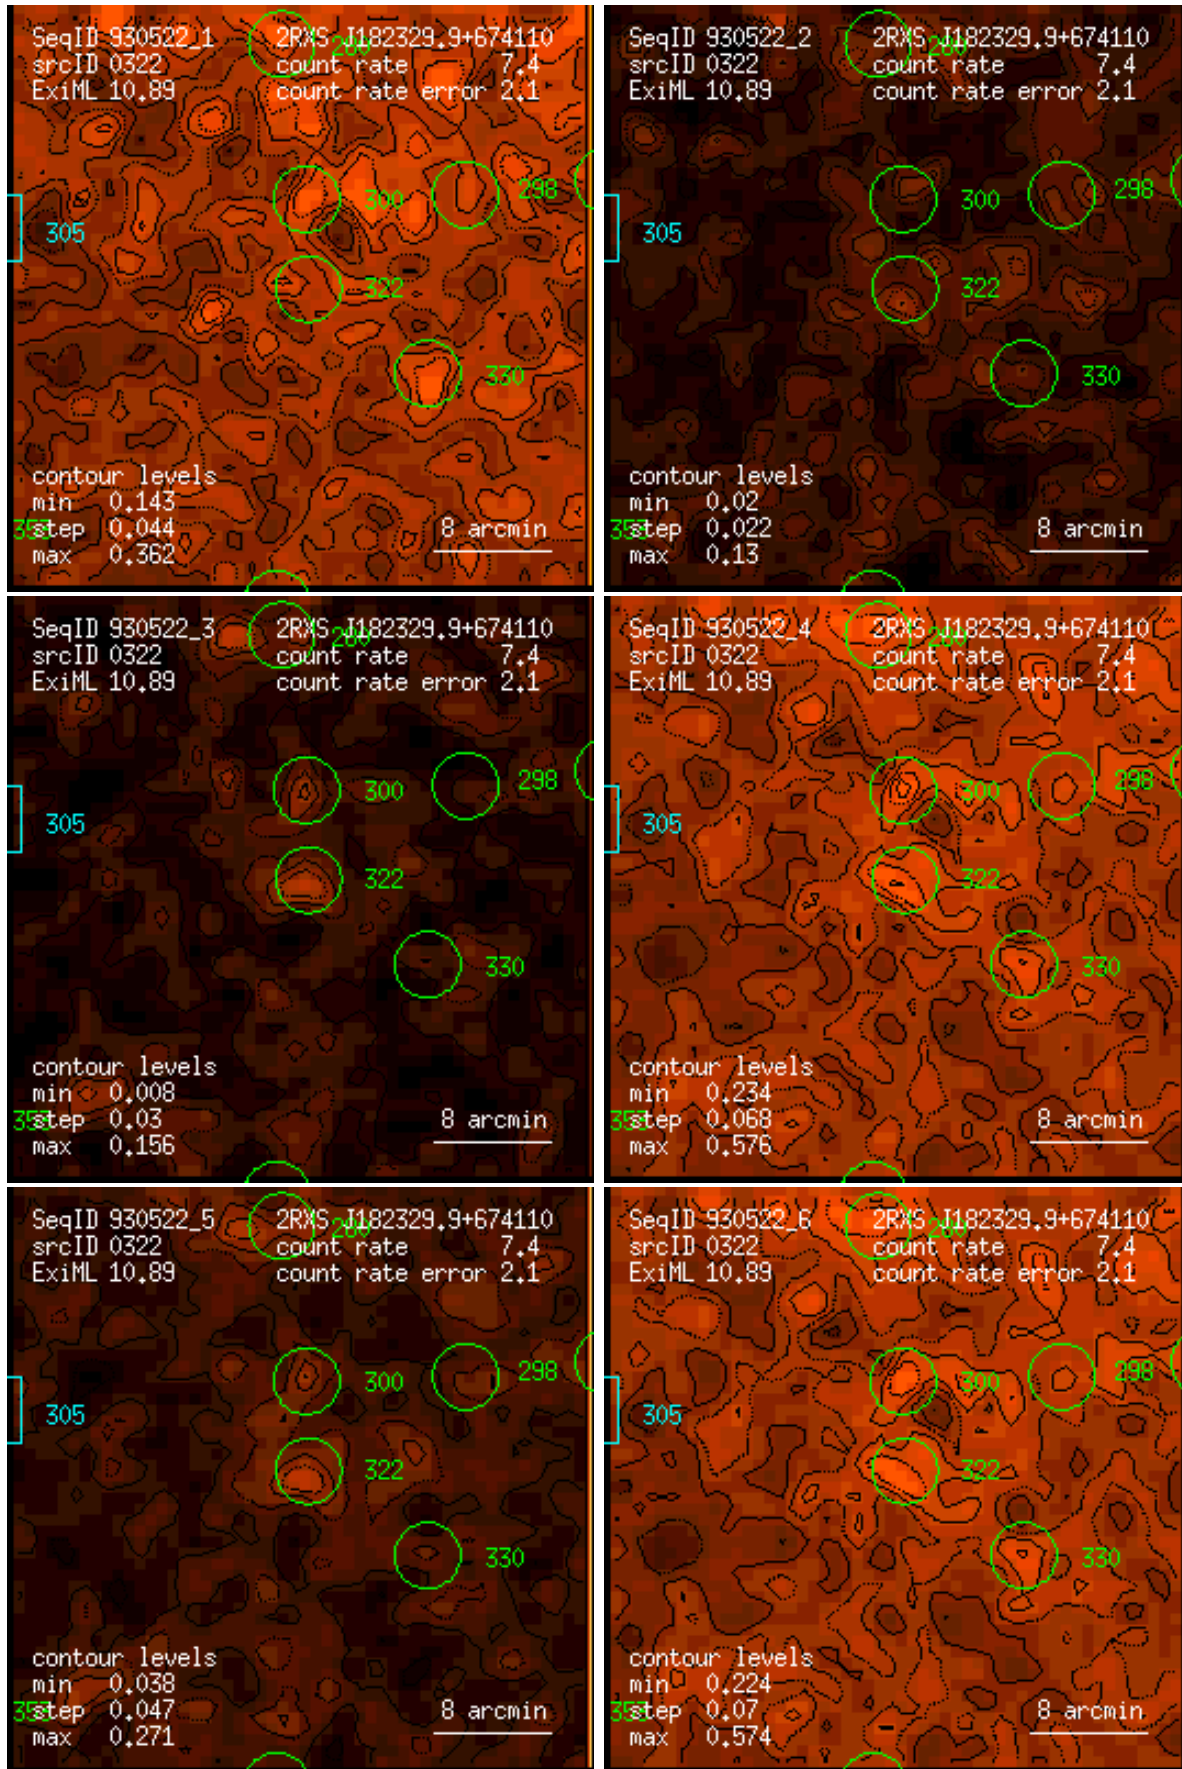 SeqID 930522_1 2RXS J182329.9+674110
280
srcID 0322 count rate 7.4
ExiML 10.89 count rate error 2.1
300 298
305
322
330
contour levels
min 0.143
353 step 0.044 8 arcmin
max 0.362
SeqID 930522_2 2RXS J182329.9+674110
280
srcID 0322 count rate 7.4
ExiML 10.89 count rate error 2.1
300 298
305
322
330
contour levels
min 0.02
353 step 0.022 8 arcmin
max 0.13
SeqID 930522_3 2RXS J182329.9+674110
280
srcID 0322 count rate 7.4
ExiML 10.89 count rate error 2.1
300 298
305
322
330
contour levels
min 0.008
353 step 0.03 8 arcmin
max 0.156
SeqID 930522_4 2RXS J182329.9+674110
280
srcID 0322 count rate 7.4
ExiML 10.89 count rate error 2.1
300 298
305
322
330
contour levels
min 0.234
353 step 0.068 8 arcmin
max 0.576
SeqID 930522_5 2RXS J182329.9+674110
280
srcID 0322 count rate 7.4
ExiML 10.89 count rate error 2.1
300 298
305
322
330
contour levels
min 0.038
353 step 0.047 8 arcmin
max 0.271
SeqID 930522_6 2RXS J182329.9+674110
280
srcID 0322 count rate 7.4
ExiML 10.89 count rate error 2.1
300 298
305
322
330
contour levels
min 0.224
353 step 0.07 8 arcmin
max 0.574